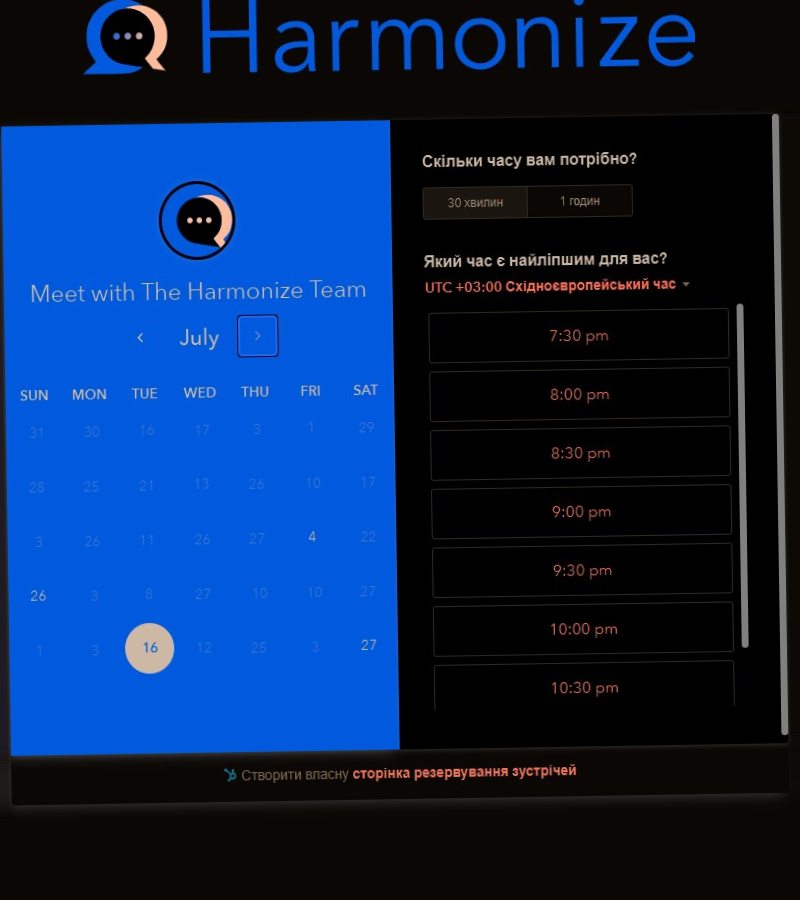 Harmonize
Meet with The Harmonize Team
July
SUN MON TUE WED THU FRI SAT
31 30 16 17 3 1 29
28 25 21 13 26 10 17
3 26 11 26 27 4 22
26 3 8 27 10 10 27
1 3 16 12 25 3 27
Скільки часу вам потрібно?
30 хвилин 1 годин
Який час є найліпшим для вас?
UTC +03:00 Східноєвропейський час
7:30 pm
8:00 pm
8:30 pm
9:00 pm
9:30 pm
10:00 pm
10:30 pm
Створити власну сторінка резервування зустрічей